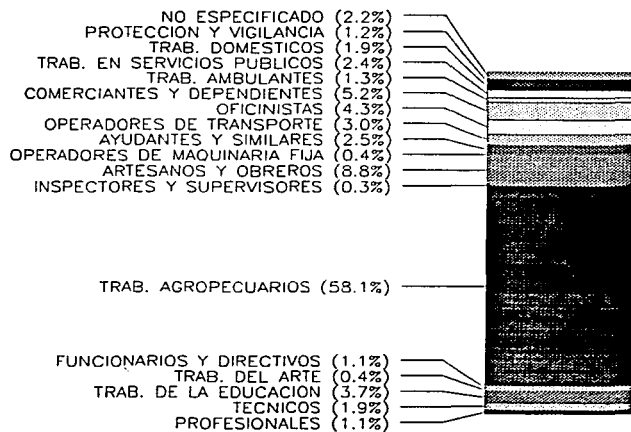 NO ESPECIFICADO (2.2%)
PROTECCION Y VIGILANCIA (1.2%)
TRAB. DOMESTICOS (1.9%)
TRAB. EN SERVICIOS PUBLICOS (2.4%)
TRAB. AMBULANTES (1.3%)
COMERCIANTES Y DEPENDIENTES (5.2%)
OFICINISTAS (4.3%)
OPERADORES DE TRANSPORTE (3.0%)
AYUDANTES Y SIMILARES (2.5%)
OPERADORES DE MAQUINARIA FIJA (0.4%)
ARTESANOS Y OBREROS (8.8%)
INSPECTORES Y SUPERVISORES (0.3%)
TRAB. AGROPECUARIOS (58.1%)
FUNCIONARIOS Y DIRECTIVOS (1.1%)
TRAB. DEL ARTE (0.4%)
TRAB. DE LA EDUCACION (3.7%)
TECNICOS (1.9%)
PROFESIONALES (1.1%)